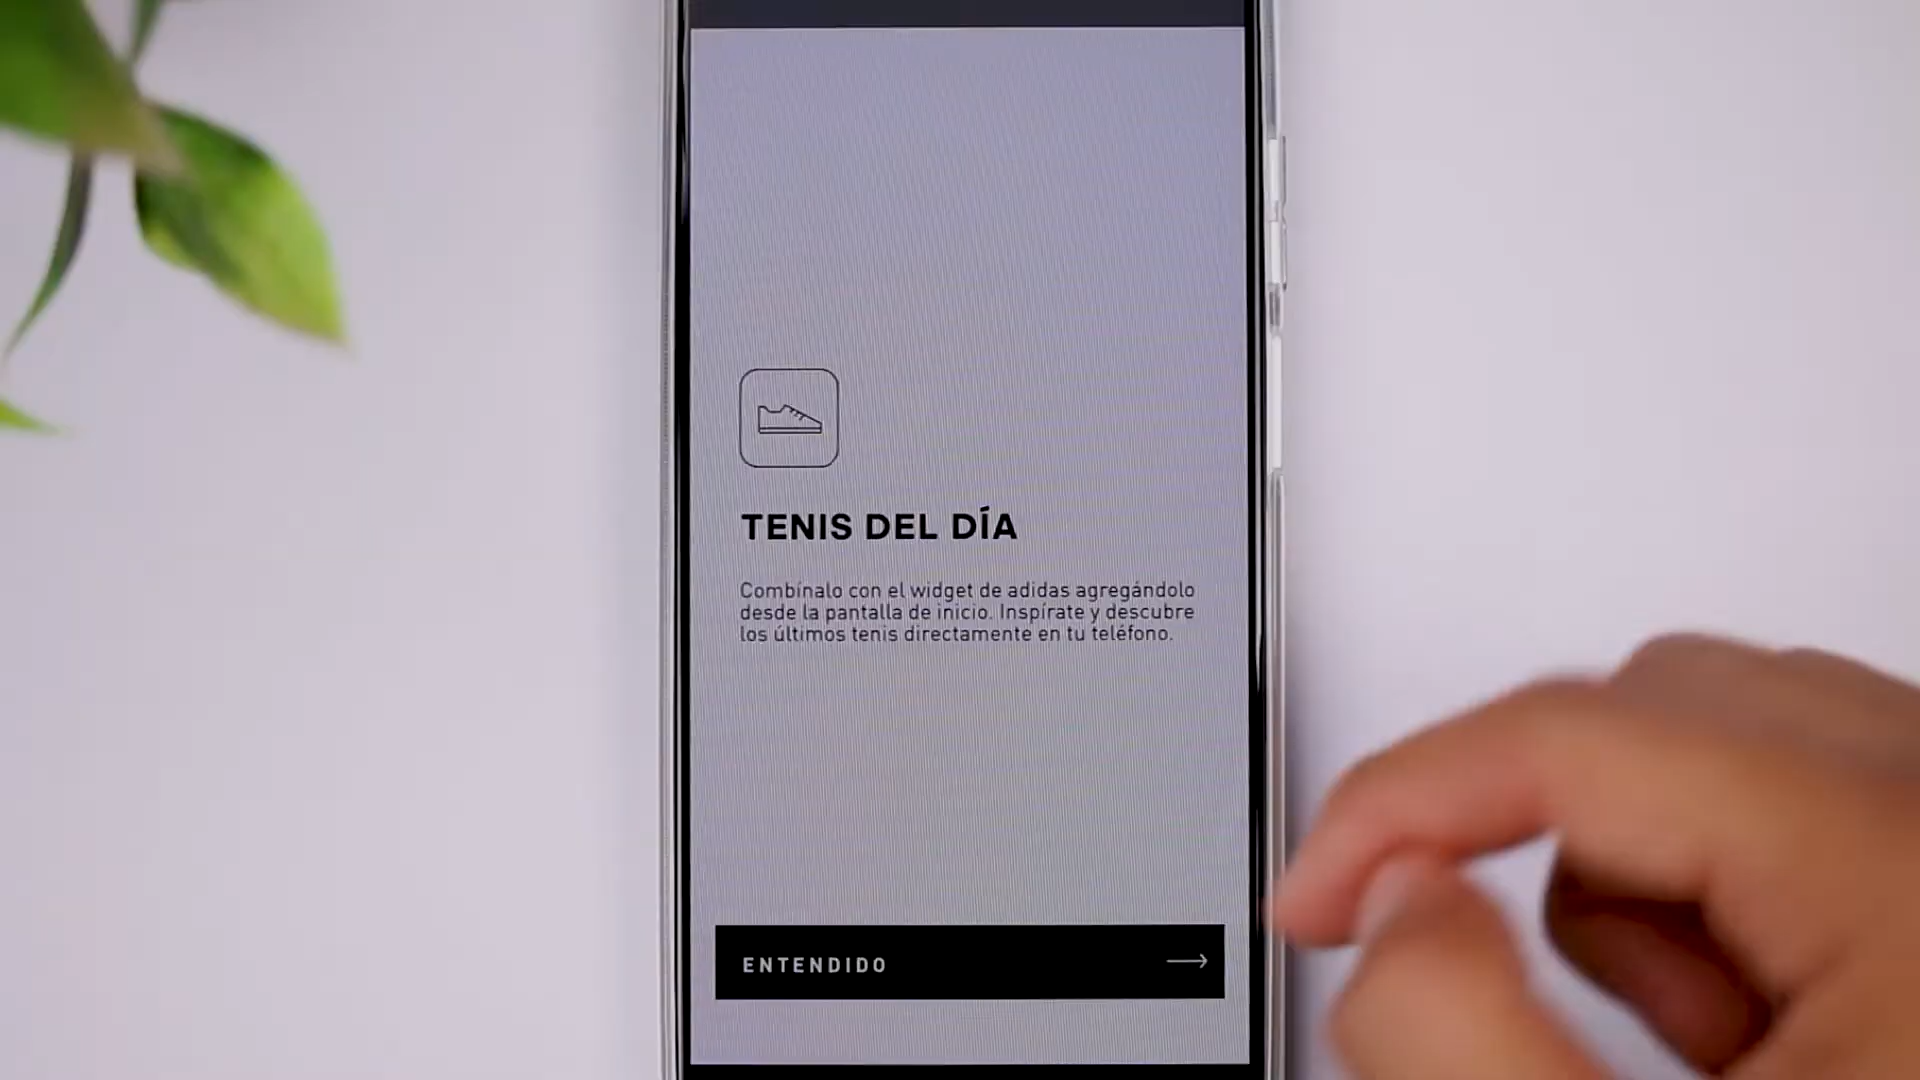 TENIS DEL DÍA
Combínalo con el widget de adidas agregándolo
desde la pantalla de inicio. Inspírate y descubre
los últimos tenis directamente en tu teléfono.
ENTENDIDO